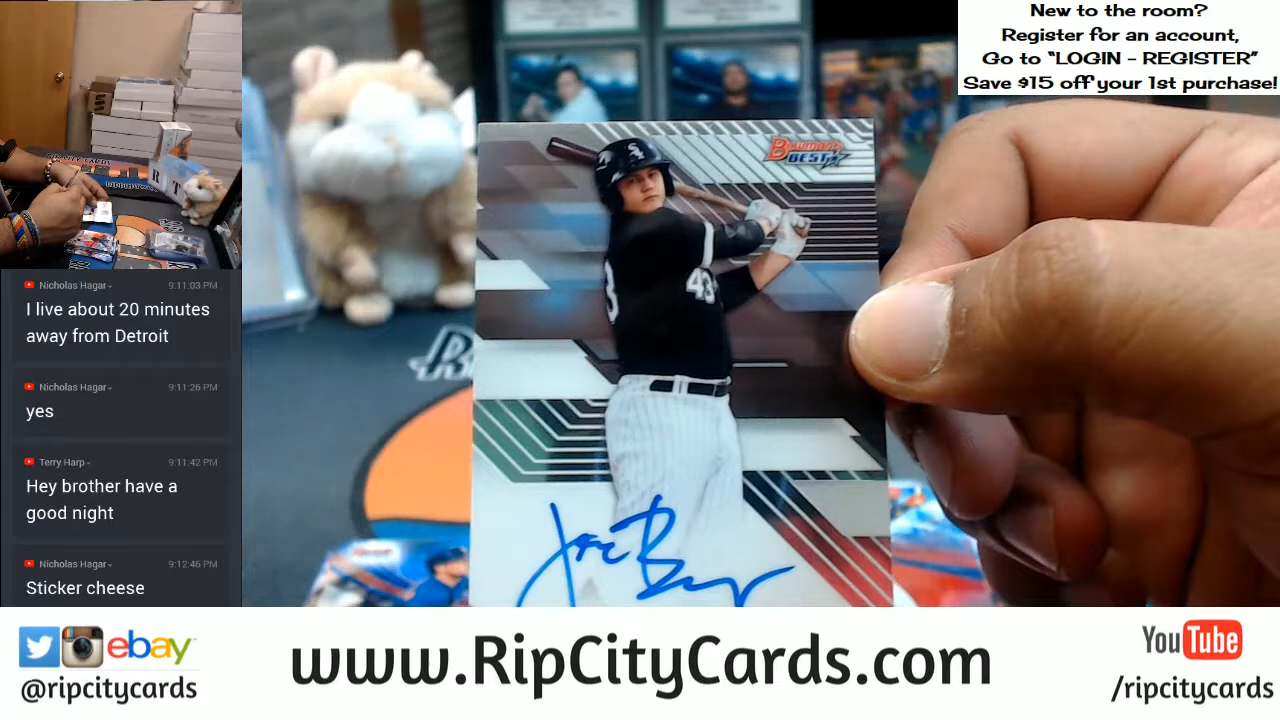 New to the room?
Register for an account,
Go to “LOGIN - REGISTER”
Save $15 off your 1st purchase!
Nicholas Hagar
9:11:03 PM
I live about 20 minutes
away from Detroit
Nicholas Hagar
9:11:26 PM
yes
Terry Harp
9:11:42 PM
Hey brother have a
good night
Nicholas Hagar
9:12:46 PM
Sticker cheese
BOWMAN'S
BEST
43
ebay
@ripcitycards
www.RipCityCards.com
YouTube
/ripcitycards